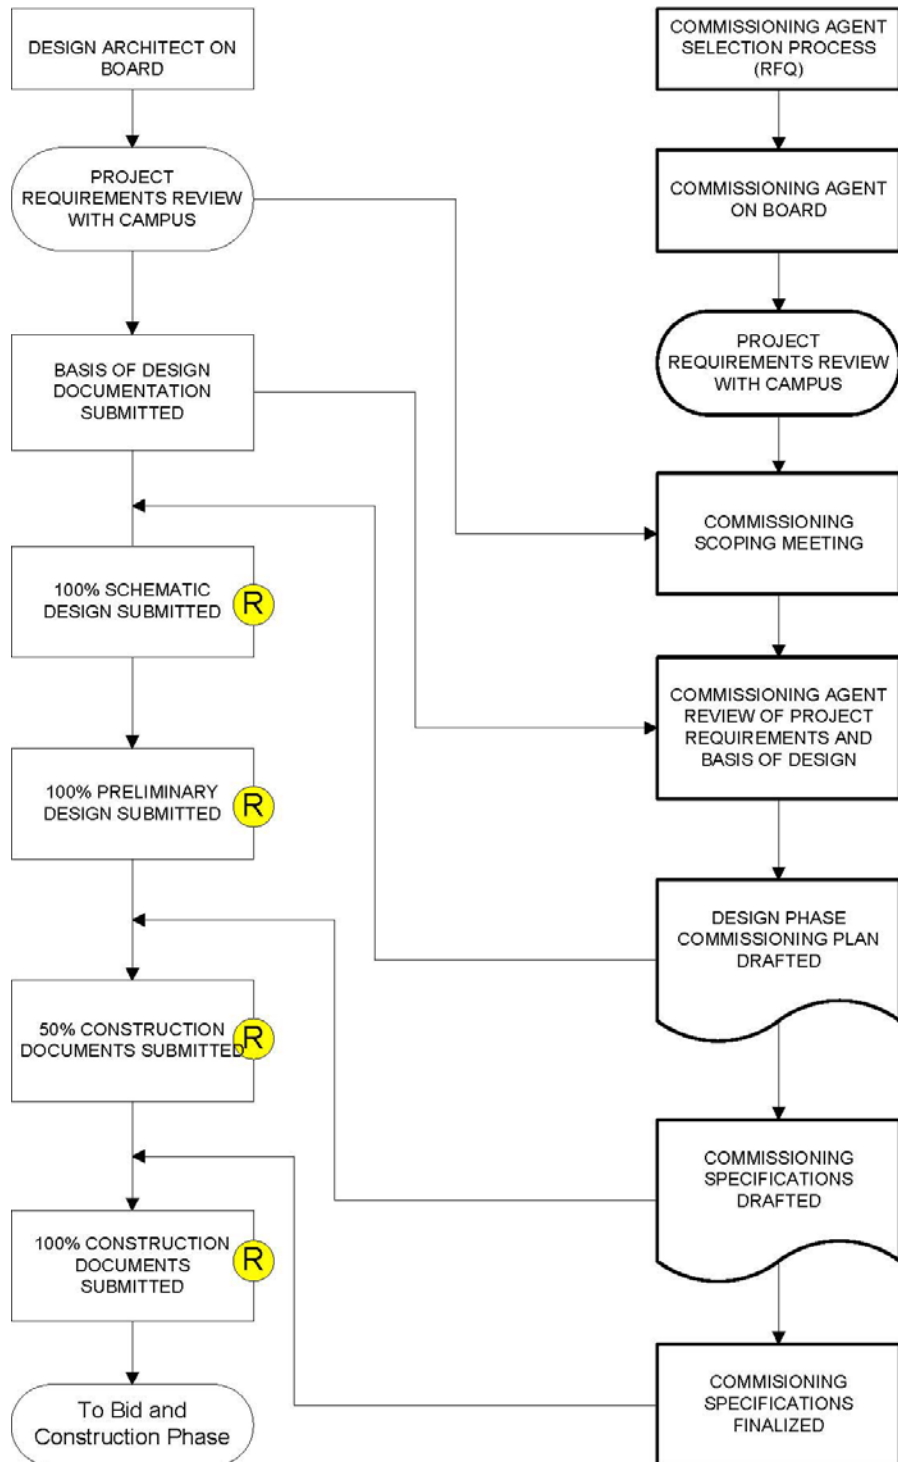 DESIGN ARCHITECT ON
BOARD
PROJECT
REQUIREMENTS REVIEW
WITH CAMPUS
BASIS OF DESIGN
DOCUMENTATION
SUBMITTED
100% SCHEMATIC
DESIGN SUBMITTED
R
100% PRELIMINARY
DESIGN SUBMITTED
R
50% CONSTRUCTION
DOCUMENTS SUBMITTED
R
100% CONSTRUCTION
DOCUMENTS
SUBMITTED
R
To Bid and
Construction Phase
COMMISSIONING AGENT
SELECTION PROCESS
(RFQ)
COMMISSIONING AGENT
ON BOARD
PROJECT
REQUIREMENTS REVIEW
WITH CAMPUS
COMMISSIONING
SCOPING MEETING
COMMISSIONING AGENT
REVIEW OF PROJECT
REQUIREMENTS AND
BASIS OF DESIGN
DESIGN PHASE
COMMISSIONING PLAN
DRAFTED
COMMISSIONING
SPECIFICATIONS
DRAFTED
COMMISIONING
SPECIFICATIONS
FINALIZED